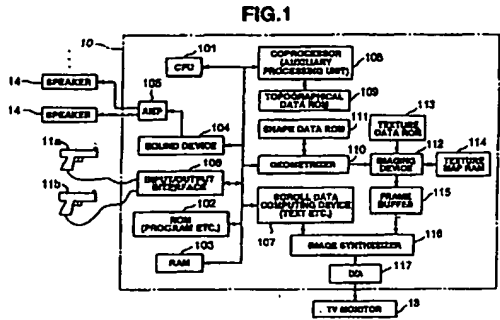 FIG.1
10
101
CPU
COPROCESSOR
(AUXILIARY
PROCESSING UNIT)
108
14
SPEAKER
105
AMP
TOPOGRAPHICAL
DATA ROM
109
113
TEXTURE
DATA ROM
14
SPEAKER
104
SOUND DEVICE
SHAPE DATA ROM
111
112
114
11a
GEOMETRIZER
110
IMAGING
DEVICE
TEXTURE
MAP RAM
106
INPUT/OUTPUT
INTERFACE
11b
102
ROM
(PROGRAM ETC.)
SCROLL DATA
COMPUTING DEVICE
(TEXT ETC.)
107
FRAME
BUFFER
115
103
RAM
IMAGE SYNTHESIZER
116
D/A
117
TV MONITOR
13